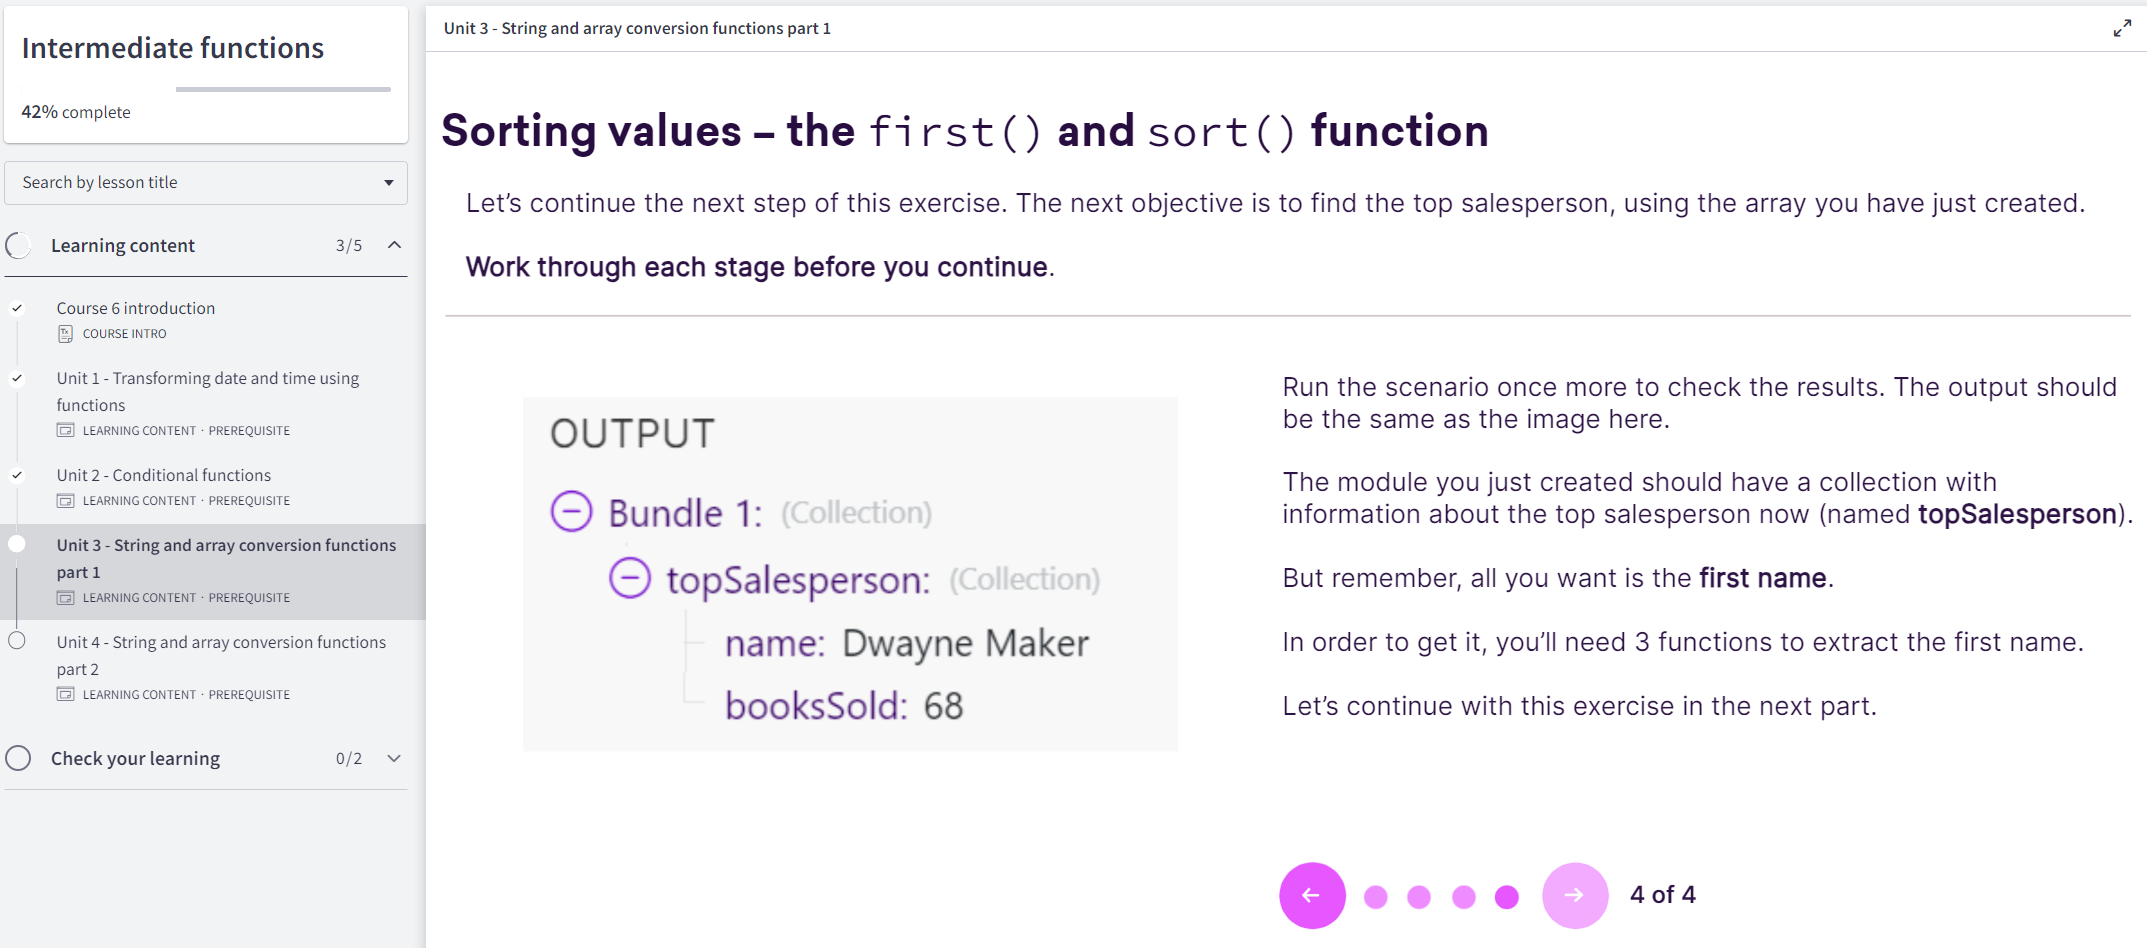 Intermediate functions
42% complete
Search by lesson title
Learning content 3/5
Course 6 introduction
COURSE INTRO
Unit 1 - Transforming date and time using
functions
LEARNING CONTENT · PREREQUISITE
Unit 2 - Conditional functions
LEARNING CONTENT · PREREQUISITE
Unit 3 - String and array conversion functions
part 1
LEARNING CONTENT · PREREQUISITE
Unit 4 - String and array conversion functions
part 2
LEARNING CONTENT · PREREQUISITE
Check your learning 0/2
Unit 3 - String and array conversion functions part 1
Sorting values – the first() and sort() function
Let’s continue the next step of this exercise. The next objective is to find the top salesperson, using the array you have just created.
Work through each stage before you continue.
OUTPUT
Bundle 1: (Collection)
topSalesperson: (Collection)
name: Dwayne Maker
booksSold: 68
Run the scenario once more to check the results. The output should
be the same as the image here.
The module you just created should have a collection with
information about the top salesperson now (named topSalesperson).
But remember, all you want is the first name.
In order to get it, you’ll need 3 functions to extract the first name.
Let’s continue with this exercise in the next part.
4 of 4